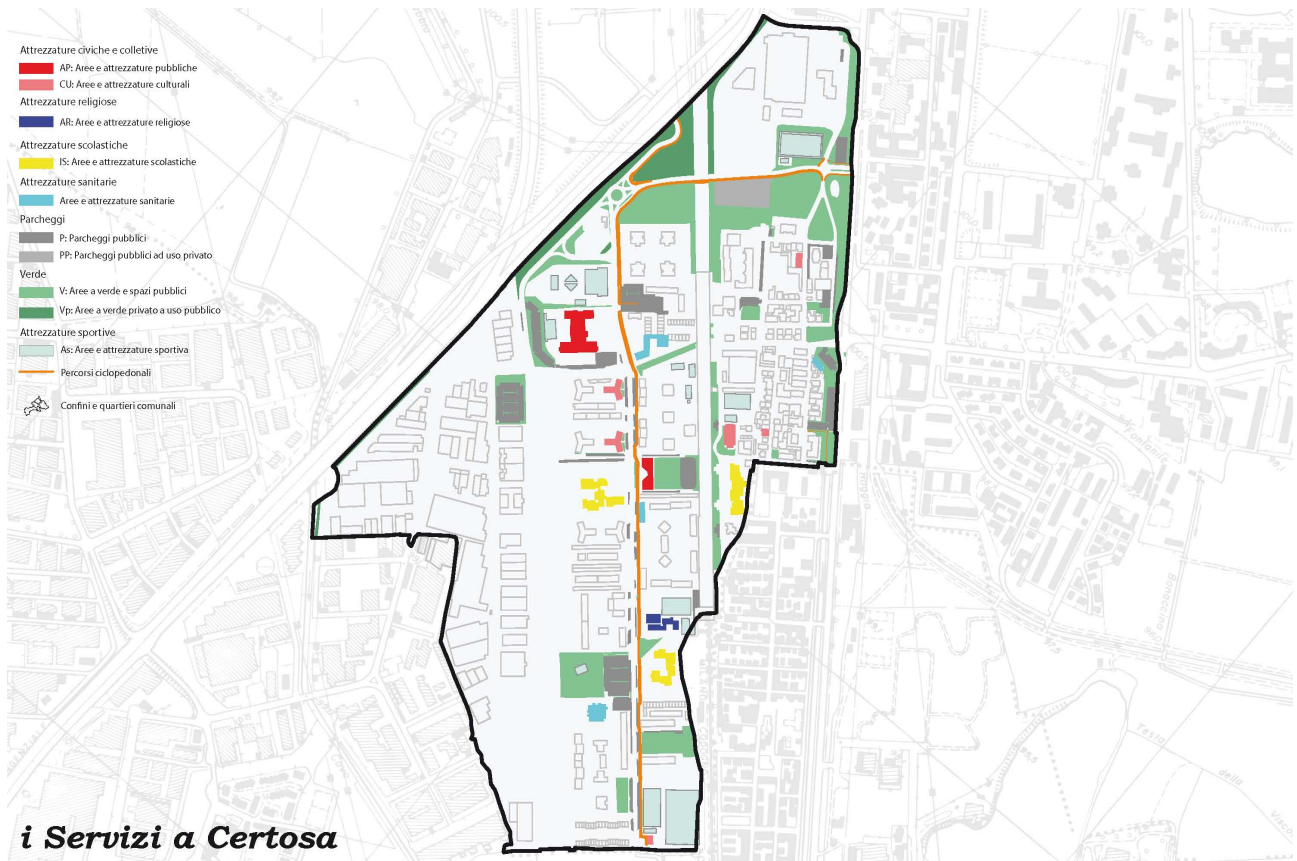 Attrezzature civiche e colletive
AP: Aree e attrezzature pubbliche
CU: Aree e attrezzature culturali
Attrezzature religiose
AR: Aree e attrezzature religiose
Attrezzature scolastiche
IS: Aree e attrezzature scolastiche
Attrezzature sanitarie
Aree e attrezzature sanitarie
Parcheggi
P: Parcheggi pubblici
PP: Parcheggi pubblici ad uso privato
Verde
V: Aree a verde e spazi pubblici
Vp: Aree a verde privato a uso pubblico
Attrezzature sportive
As: Aree e attrezzature sportiva
Percorsi ciclopedonali
Confini e quartieri comunali
Testa
della
i Servizi a Certosa